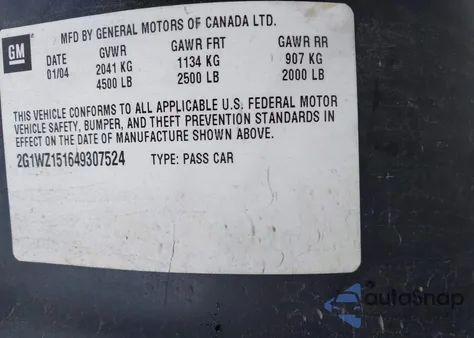 MFD BY GENERAL MOTORS OF CANADA LTD.
GM
DATE GVWR GAWR FRT GAWR RR
01/04 2041 KG 1134 KG 907 KG
4500 LB 2500 LB 2000 LB
THIS VEHICLE CONFORMS TO ALL APPLICABLE U.S. FEDERAL MOTOR
VEHICLE SAFETY, BUMPER, AND THEFT PREVENTION STANDARDS IN
EFFECT ON THE DATE OF MANUFACTURE SHOWN ABOVE.
2G1WZ151649307524 TYPE: PASS CAR
autoSnap